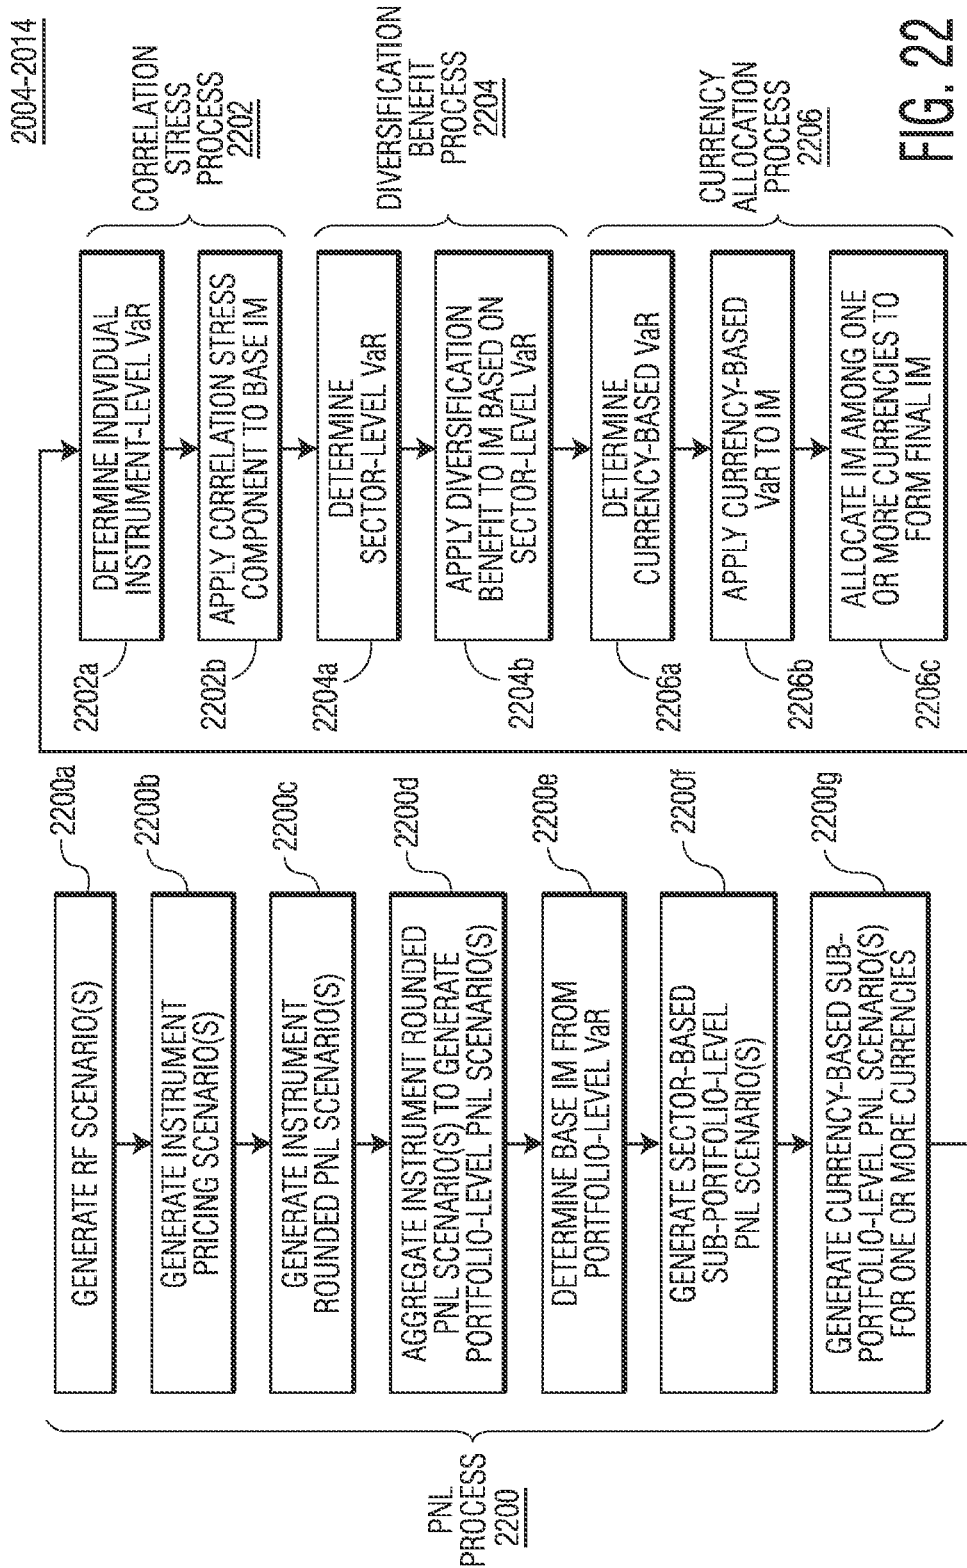 2004-2014
PNL
PROCESS
2200
GENERATE RF SCENARIO(S)
2200a
GENERATE INSTRUMENT
PRICING SCENARIO(S)
2200b
GENERATE INSTRUMENT
ROUNDED PNL SCENARIO(S)
2200c
AGGREGATE INSTRUMENT ROUNDED
PNL SCENARIO(S) TO GENERATE
PORTFOLIO-LEVEL PNL SCENARIO(S)
2200d
DETERMINE BASE IM FROM
PORTFOLIO-LEVEL VaR
2200e
GENERATE SECTOR-BASED
SUB-PORTFOLIO-LEVEL
PNL SCENARIO(S)
2200f
GENERATE CURRENCY-BASED SUB-
PORTFOLIO-LEVEL PNL SCENARIO(S)
FOR ONE OR MORE CURRENCIES
2200g
2202a
DETERMINE INDIVIDUAL
INSTRUMENT-LEVEL VaR
2202b
APPLY CORRELATION STRESS
COMPONENT TO BASE IM
CORRELATION
STRESS
PROCESS
2202
2204a
DETERMINE
SECTOR-LEVEL VaR
2204b
APPLY DIVERSIFICATION
BENEFIT TO IM BASED ON
SECTOR-LEVEL VaR
DIVERSIFICATION
BENEFIT
PROCESS
2204
2206a
DETERMINE
CURRENCY-BASED VaR
2206b
APPLY CURRENCY-BASED
VaR TO IM
2206c
ALLOCATE IM AMONG ONE
OR MORE CURRENCIES TO
FORM FINAL IM
CURRENCY
ALLOCATION
PROCESS
2206
FIG. 22